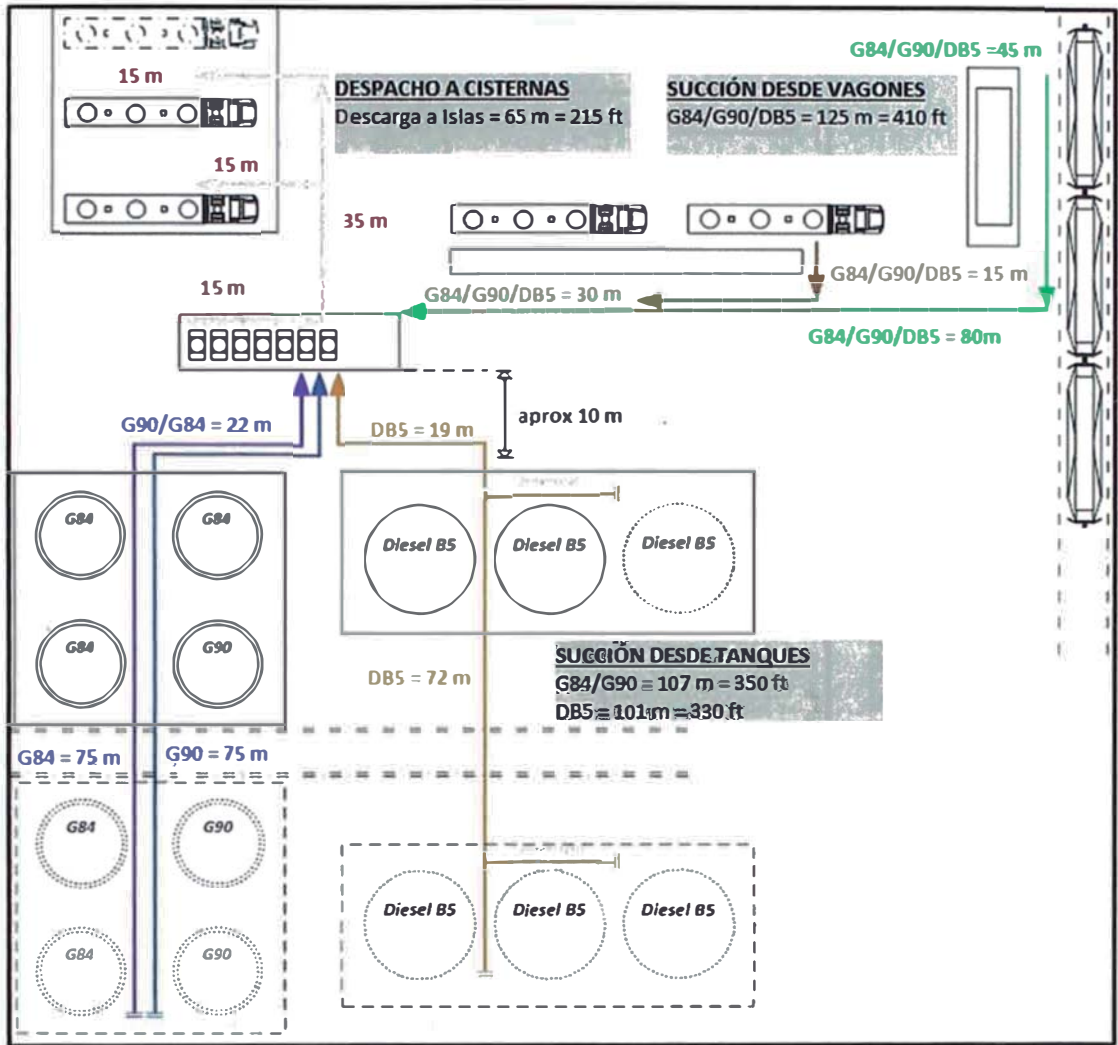 G84/G90/DB5 =45 m
15 m
DESPACHO A CISTERNAS
Descarga a Islas = 65 m = 215 ft
SUCCIÓN DESDE VAGONES
G84/G90/DB5 = 125 m = 410 ft
15 m
35 m
G84/G90/DB5 = 15 m
15 m
G84/G90/DB5 = 30 m
G84/G90/DB5 = 80m
aprox 10 m
G90/G84 = 22 m
DB5 = 19 m
G84
G84
Diesel B5
Diesel B5
Diesel B5
G84
G90
SUCCIÓN DESDE TANQUES
G84/G90 = 107 m = 350 ft
DB5 = 101 m = 330 ft
DB5 = 72 m
G84 = 75 m
G90 = 75 m
G84
G90
Diesel B5
Diesel B5
Diesel B5
G84
G90